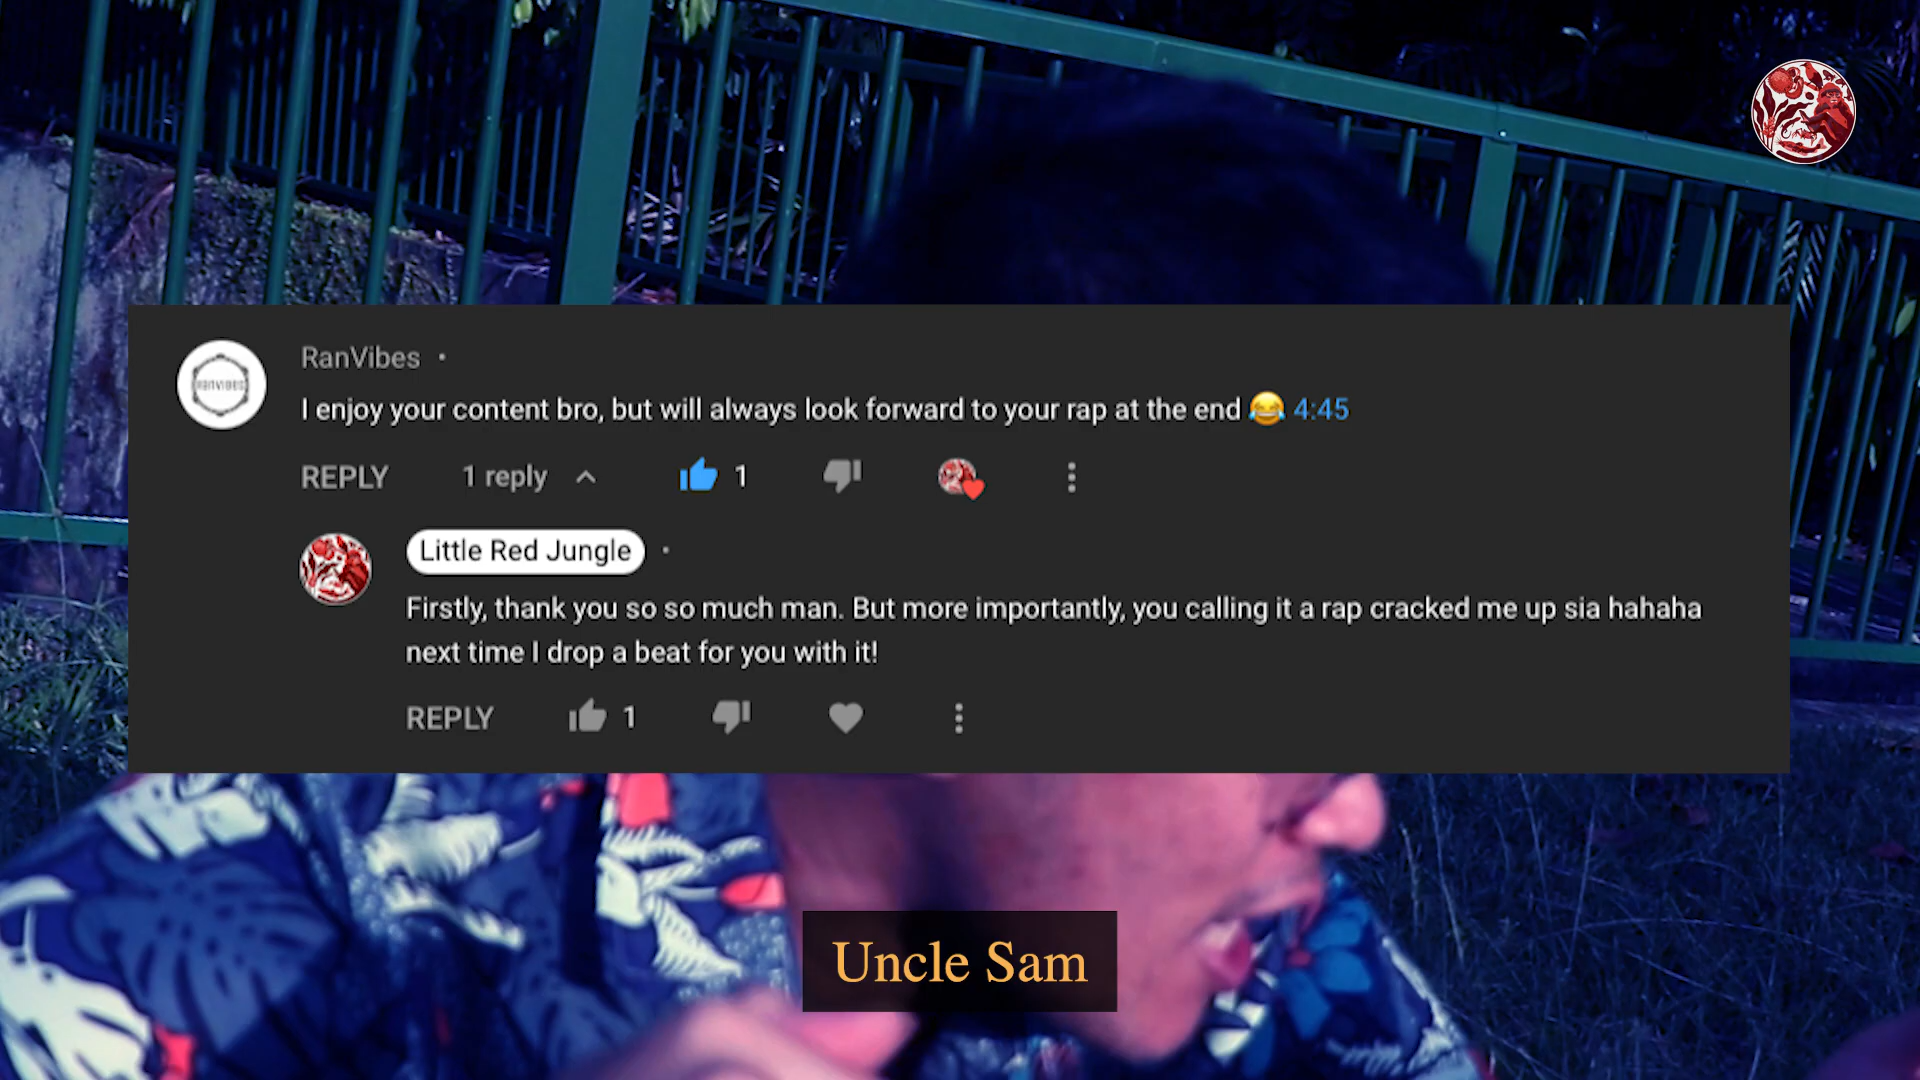 RanVibes •
I enjoy your content bro, but will always look forward to your rap at the end 😂 4:45
REPLY 1 reply 1
RANVIBES
Little Red Jungle •
Firstly, thank you so so much man. But more importantly, you calling it a rap cracked me up sia hahaha
next time I drop a beat for you with it!
REPLY 1
Uncle Sam